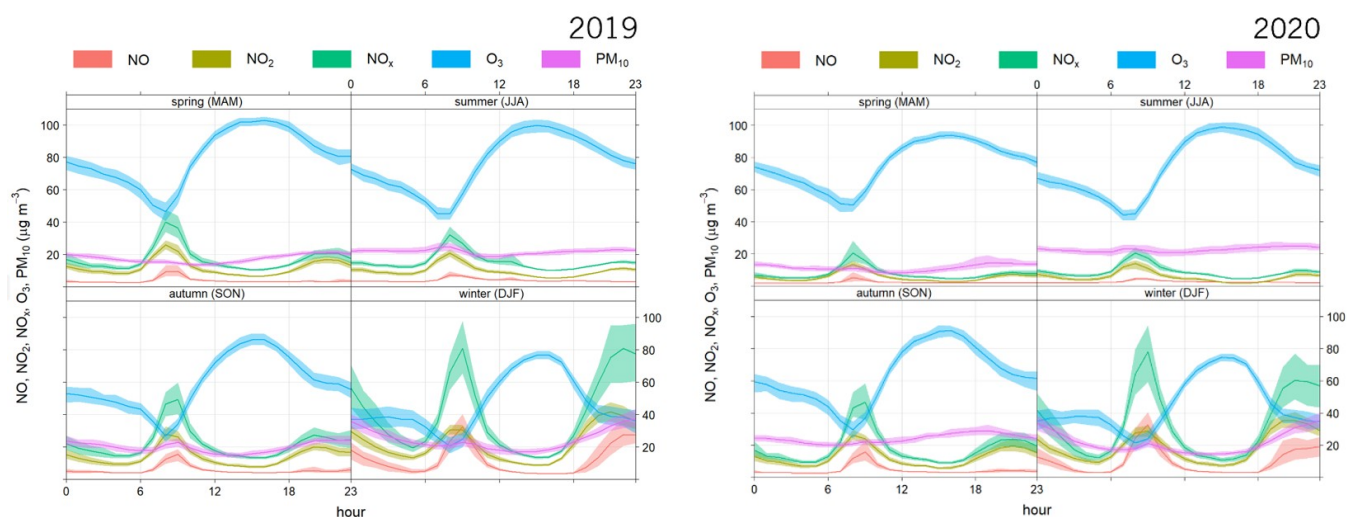 2019
NO NO₂ NOₓ O₃ PM₁₀
0 6 12 18 23
spring (MAM) summer (JJA)
100
80
60
40
20
NO, NO₂, NOₓ, O₃, PM₁₀ (µg m⁻³)
autumn (SON) winter (DJF)
100
80
60
40
20
0 6 12 18 23
hour
2020
NO NO₂ NOₓ O₃ PM₁₀
0 6 12 18 23
spring (MAM) summer (JJA)
100
80
60
40
20
NO, NO₂, NOₓ, O₃, PM₁₀ (µg m⁻³)
autumn (SON) winter (DJF)
100
80
60
40
20
0 6 12 18 23
hour